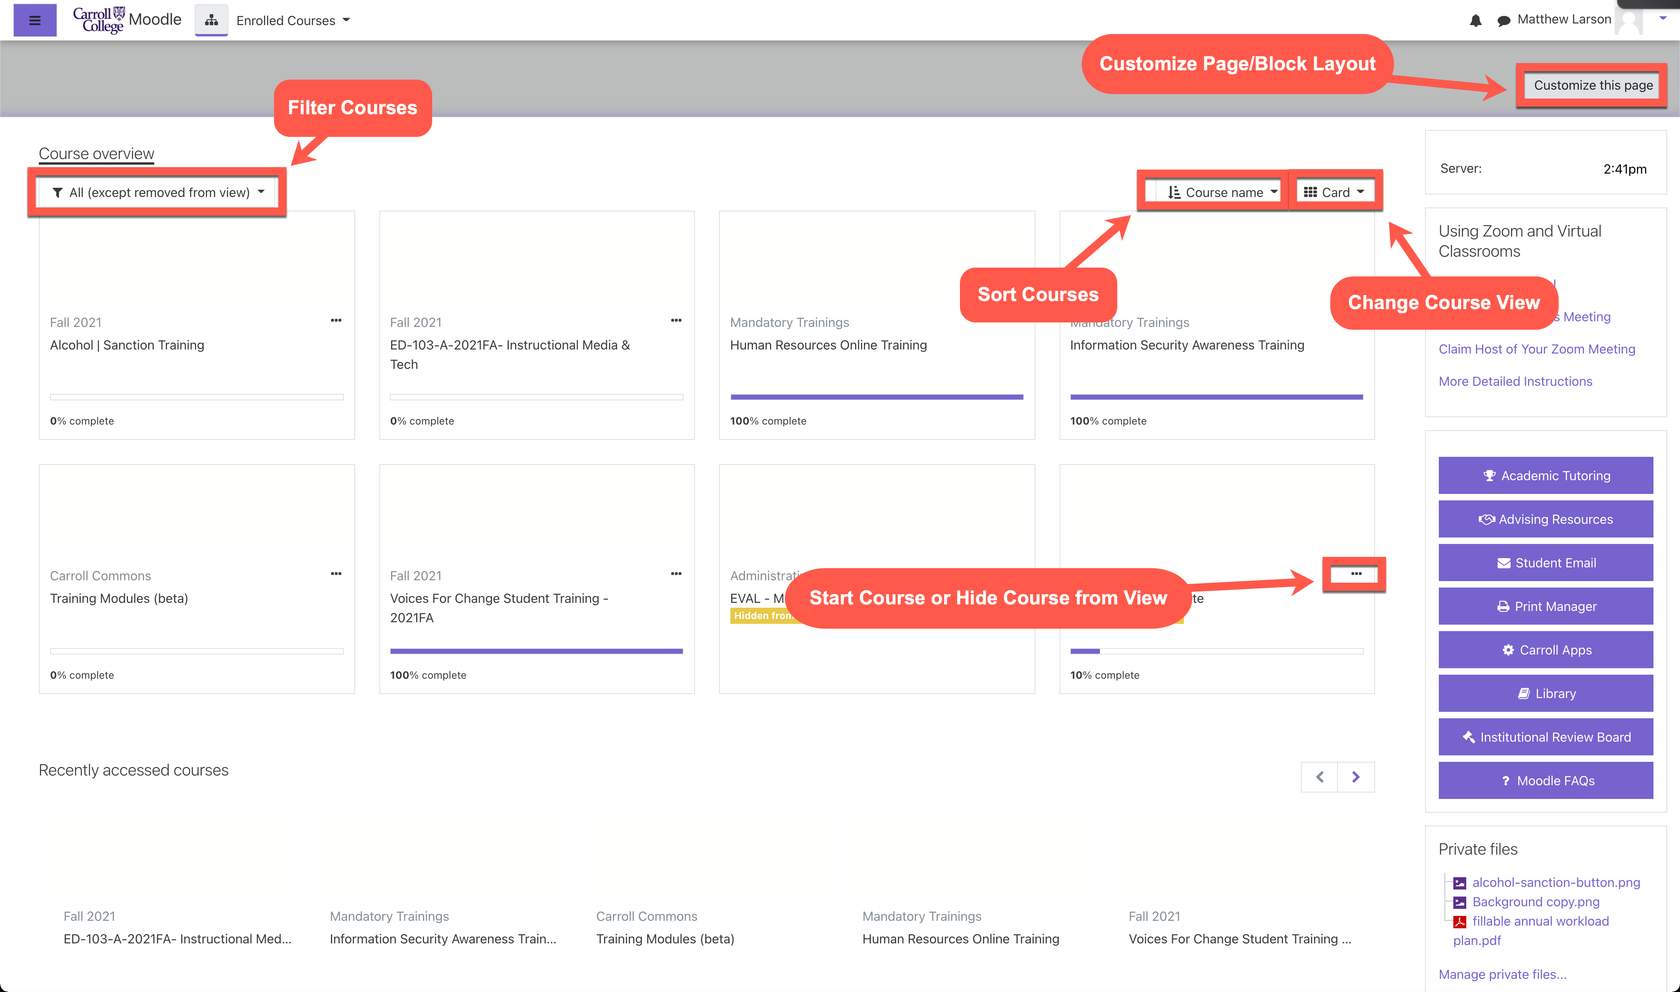 Carroll College Moodle
Enrolled Courses
Matthew Larson
Customize Page/Block Layout
Customize this page
Filter Courses
Course overview
All (except removed from view)
Course name
Card
Sort Courses
Change Course View
Fall 2021
Alcohol | Sanction Training
0% complete
Fall 2021
ED-103-A-2021FA- Instructional Media &
Tech
0% complete
Mandatory Trainings
Human Resources Online Training
100% complete
Mandatory Trainings
Information Security Awareness Training
100% complete
Carroll Commons
Training Modules (beta)
0% complete
Fall 2021
Voices For Change Student Training -
2021FA
100% complete
EVAL - M
Hidden
Start Course or Hide Course from View
10% complete
Recently accessed courses
Fall 2021
ED-103-A-2021FA- Instructional Med...
Mandatory Trainings
Information Security Awareness Train...
Carroll Commons
Training Modules (beta)
Mandatory Trainings
Human Resources Online Training
Fall 2021
Voices For Change Student Training ...
Server:
2:41pm
Using Zoom and Virtual
Classrooms
Meeting
Claim Host of Your Zoom Meeting
More Detailed Instructions
Academic Tutoring
Advising Resources
Student Email
Print Manager
Carroll Apps
Library
Institutional Review Board
? Moodle FAQs
Private files
alcohol-sanction-button.png
Background copy.png
fillable annual workload
plan.pdf
Manage private files...